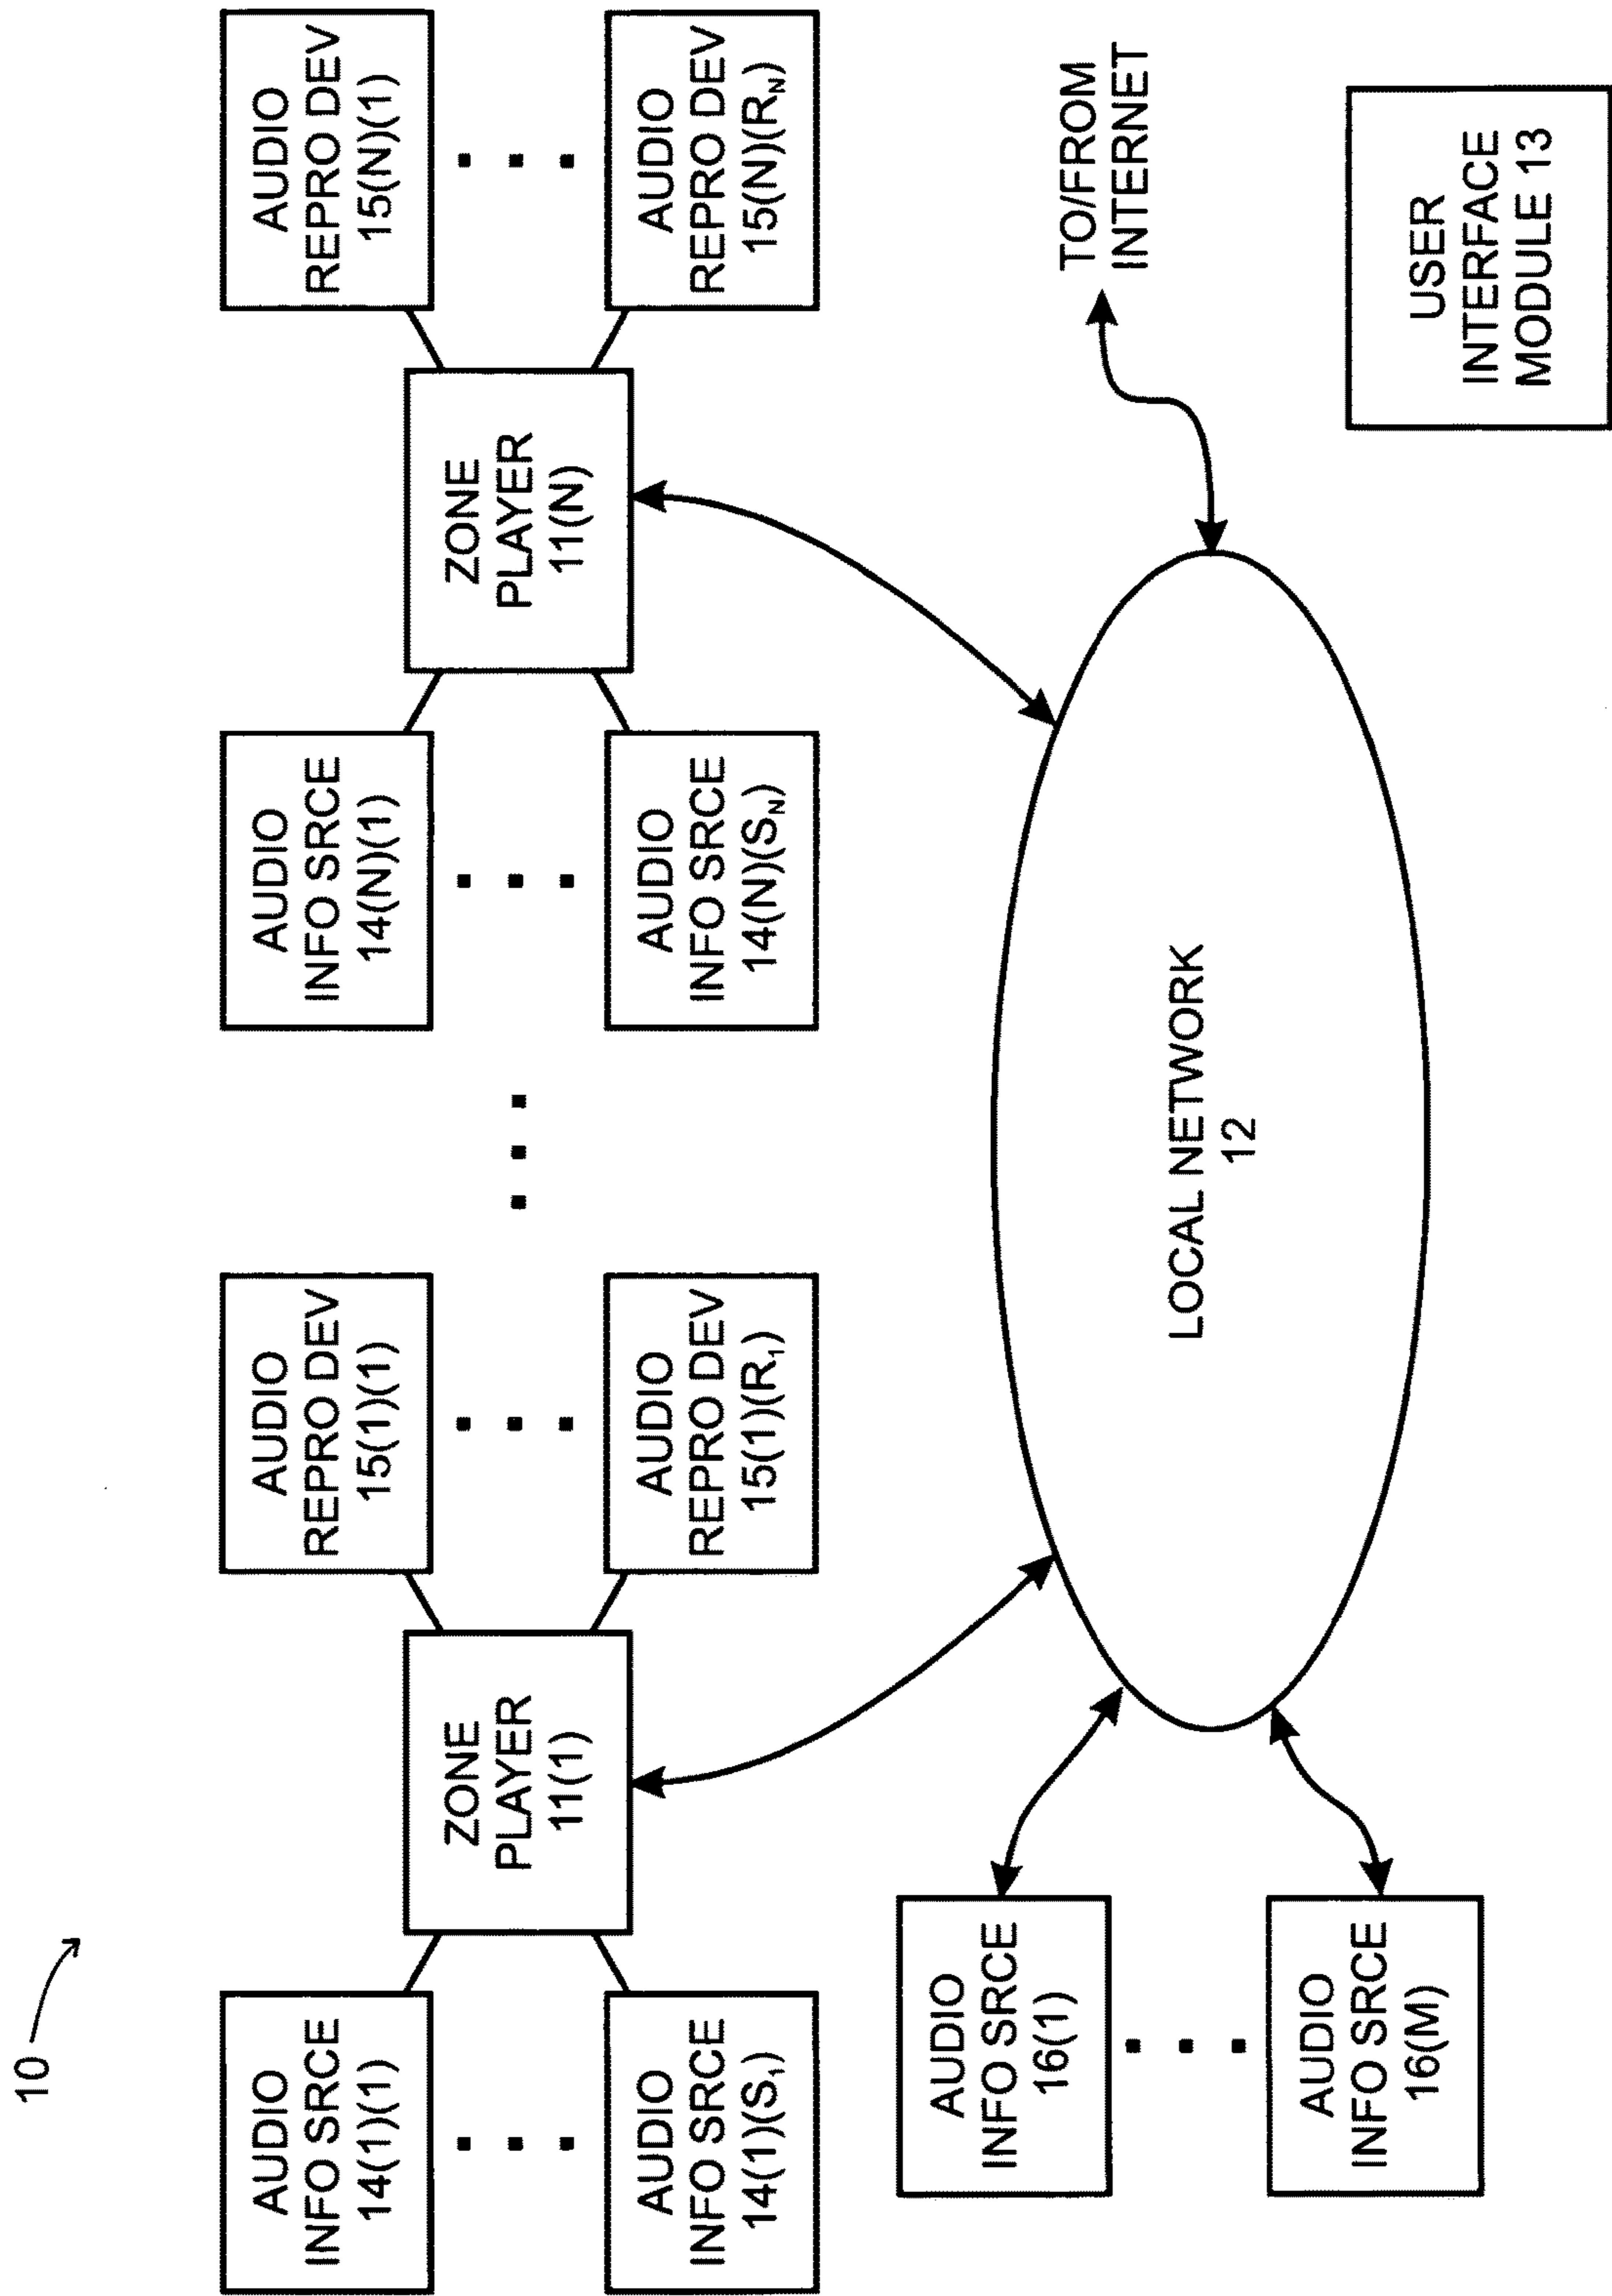 10
AUDIO
INFO SRCE
14(1)(1)
AUDIO
INFO SRCE
14(1)(S₁)
ZONE
PLAYER
11(1)
AUDIO
REPRO DEV
15(1)(1)
AUDIO
REPRO DEV
15(1)(R₁)
AUDIO
INFO SRCE
14(N)(1)
AUDIO
INFO SRCE
14(N)(S_N)
ZONE
PLAYER
11(N)
AUDIO
REPRO DEV
15(N)(1)
AUDIO
REPRO DEV
15(N)(R_N)
AUDIO
INFO SRCE
16(1)
AUDIO
INFO SRCE
16(M)
LOCAL NETWORK
12
TO/FROM
INTERNET
USER
INTERFACE
MODULE 13